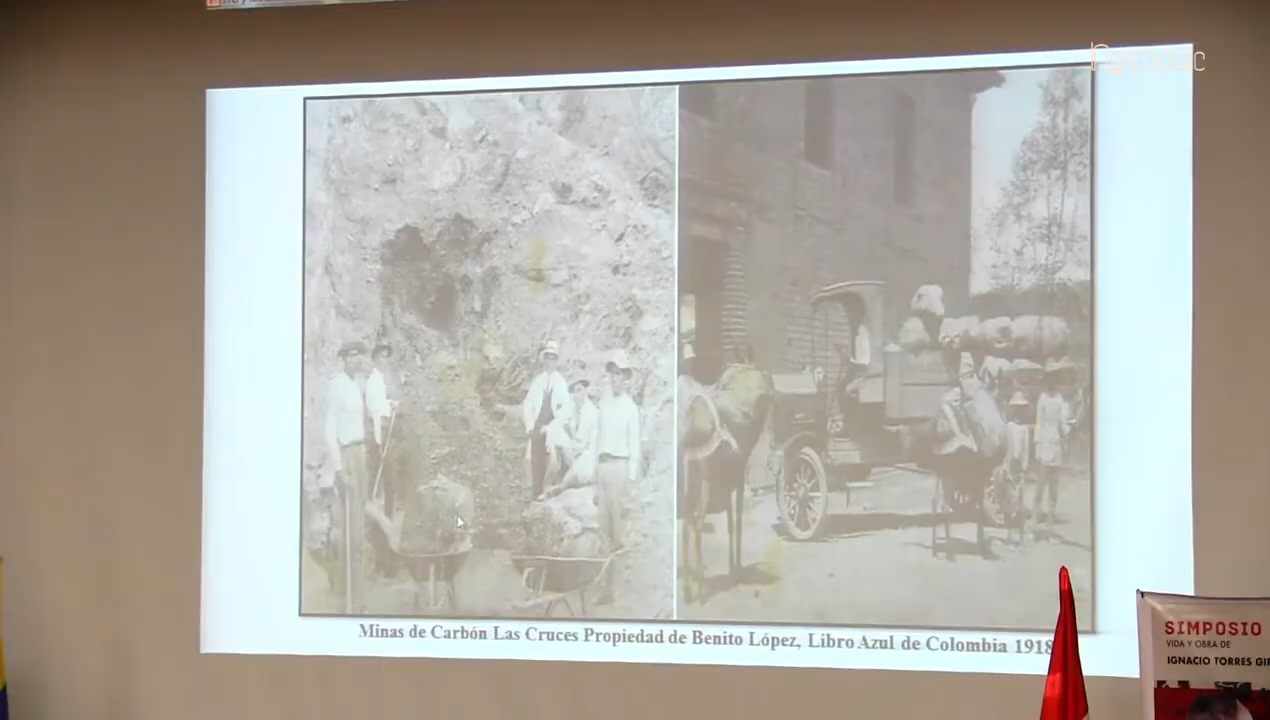 Minas de Carbón Las Cruces Propiedad de Benito López, Libro Azul de Colombia 1918
SIMPOSIO
VIDA Y OBRA DE
IGNACIO TORRES GIR